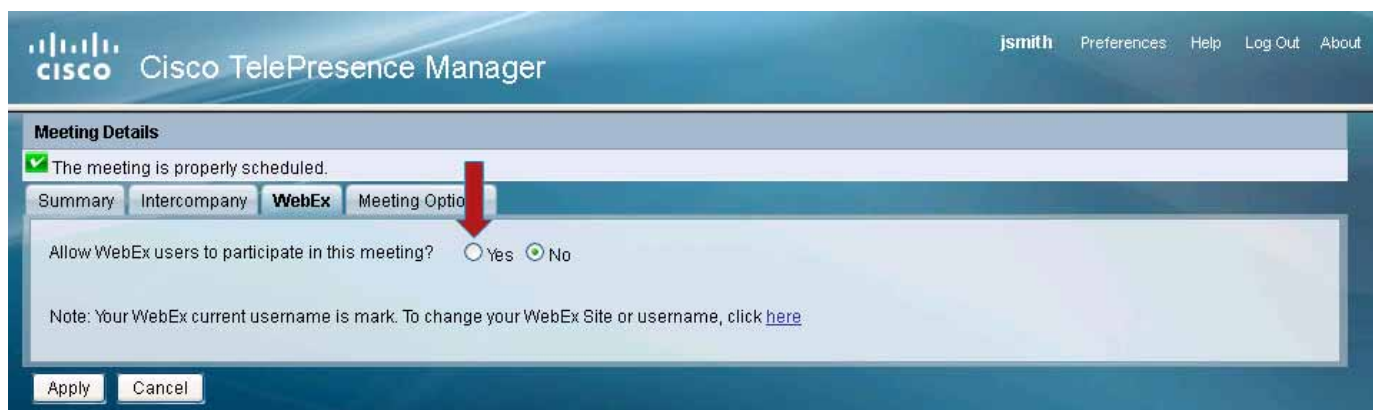 cisco Cisco TelePresence Manager
jsmith Preferences Help Log Out About
Meeting Details
The meeting is properly scheduled.
Summary Intercompany WebEx Meeting Optio
Allow WebEx users to participate in this meeting? Yes No
Note: Your WebEx current username is mark. To change your WebEx Site or username, click here
Apply Cancel